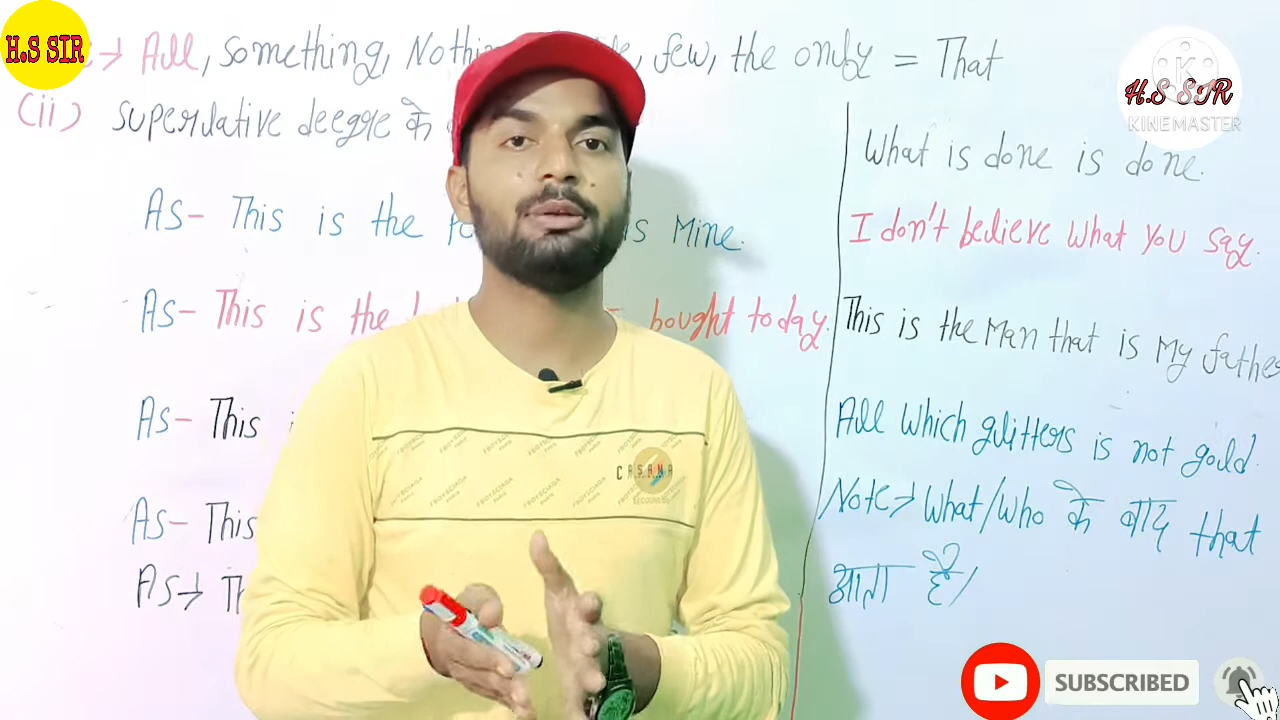 H.S SIR
All, something, few, the only = That
(ii) superlative deegre के
As- This is the is Mine.
As- This is the bought today.
As- This
As- This
As→
What is done is done.
I don't believe what you say.
This is the Man that is My father
All which glitters is not gold.
Note→ What/Who के बाद that
आता है।
H.S SIR
KINEMASTER
CASANA
SUBSCRIBED